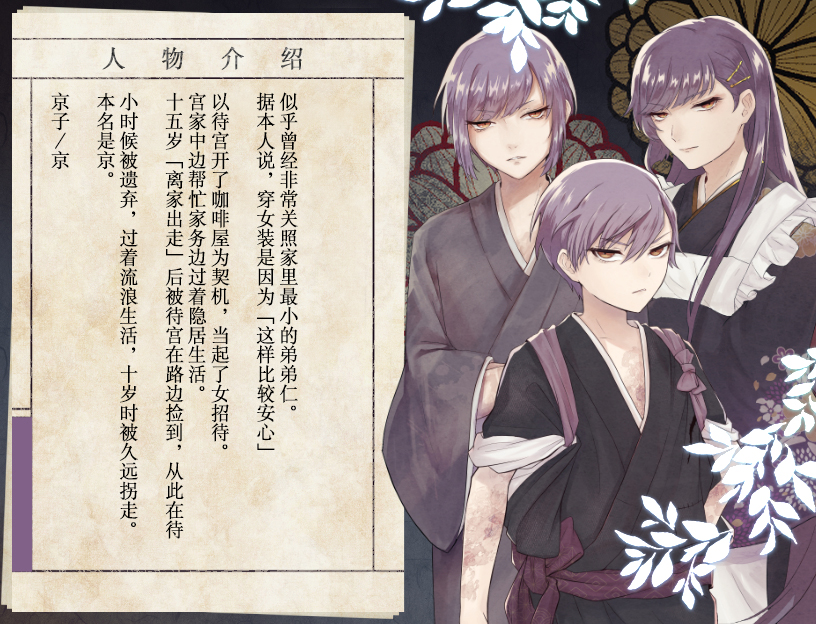 人物介绍
京子/京
本名是京。
小时候被遗弃，过着流浪生活，十岁时被久远拐走。
十五岁「离家出走」后被待宫在路边捡到，从此在待
宫家中边帮忙家务边过着隐居生活。
以待宫开了咖啡屋为契机，当起了女招待。
据本人说，穿女装是因为「这样比较安心」
似乎曾经非常关照家里最小的弟弟仁。